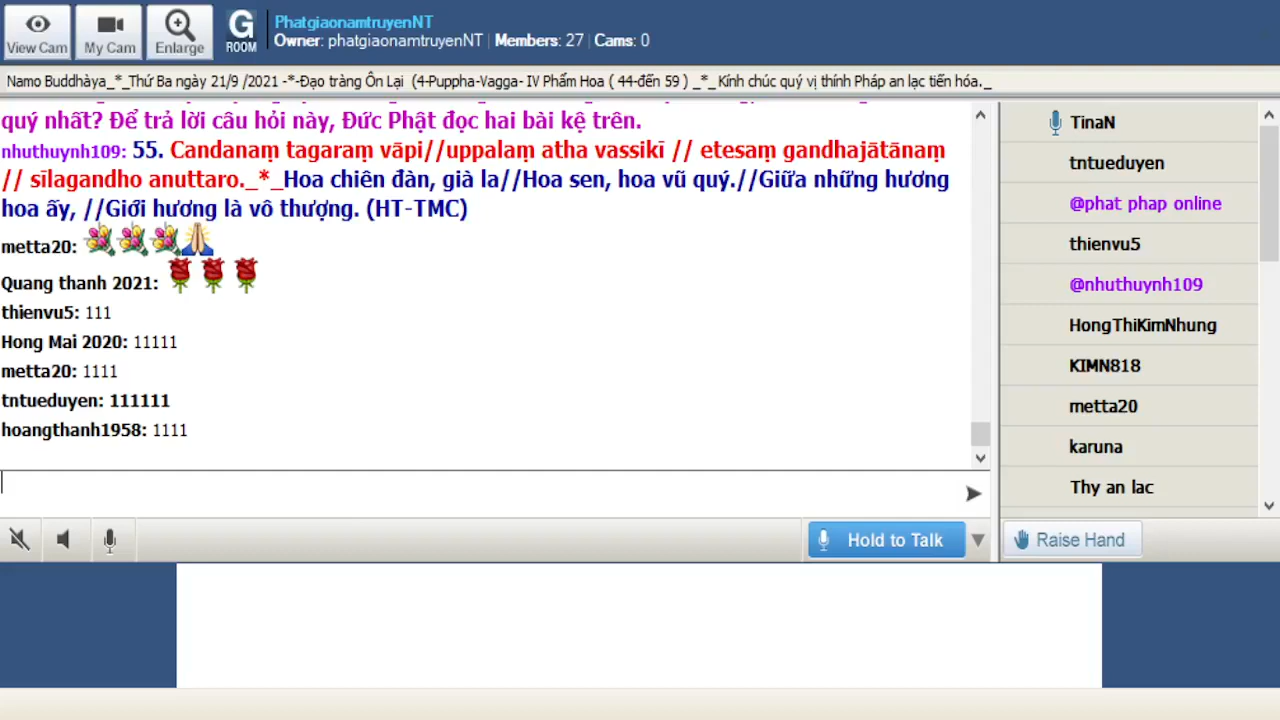 View Cam
My Cam
Enlarge
G
ROOM
PhatgiaonamtruyenNT
Owner: phatgiaonamtruyenNT | Members: 27 | Cams: 0
Namo Buddhàya_*_Thứ Ba ngày 21/9 /2021 -*-Đạo tràng Ôn Lại (4-Puppha-Vagga- IV Phẩm Hoa ( 44-đến 59 ) _*_ Kính chúc quý vị thính Pháp an lạc tiến hóa._
quý nhất? Để trả lời câu hỏi này, Đức Phật đọc hai bài kệ trên.
nhuthuynh109: 55. Candanaṃ tagaraṃ vāpi//uppalaṃ atha vassikī // etesaṃ gandhajātānaṃ
// sīlagandho anuttaro._*_Hoa chiên đàn, già la//Hoa sen, hoa vũ quý.//Giữa những hương
hoa ấy, //Giới hương là vô thượng. (HT-TMC)
metta20:
Quang thanh 2021:
thienvu5: 111
Hong Mai 2020: 11111
metta20: 1111
tntueduyen: 111111
hoangthanh1958: 1111
Hold to Talk
TinaN
tntueduyen
@phat phap online
thienvu5
@nhuthuynh109
HongThiKimNhung
KIMN818
metta20
karuna
Thy an lac
Raise Hand